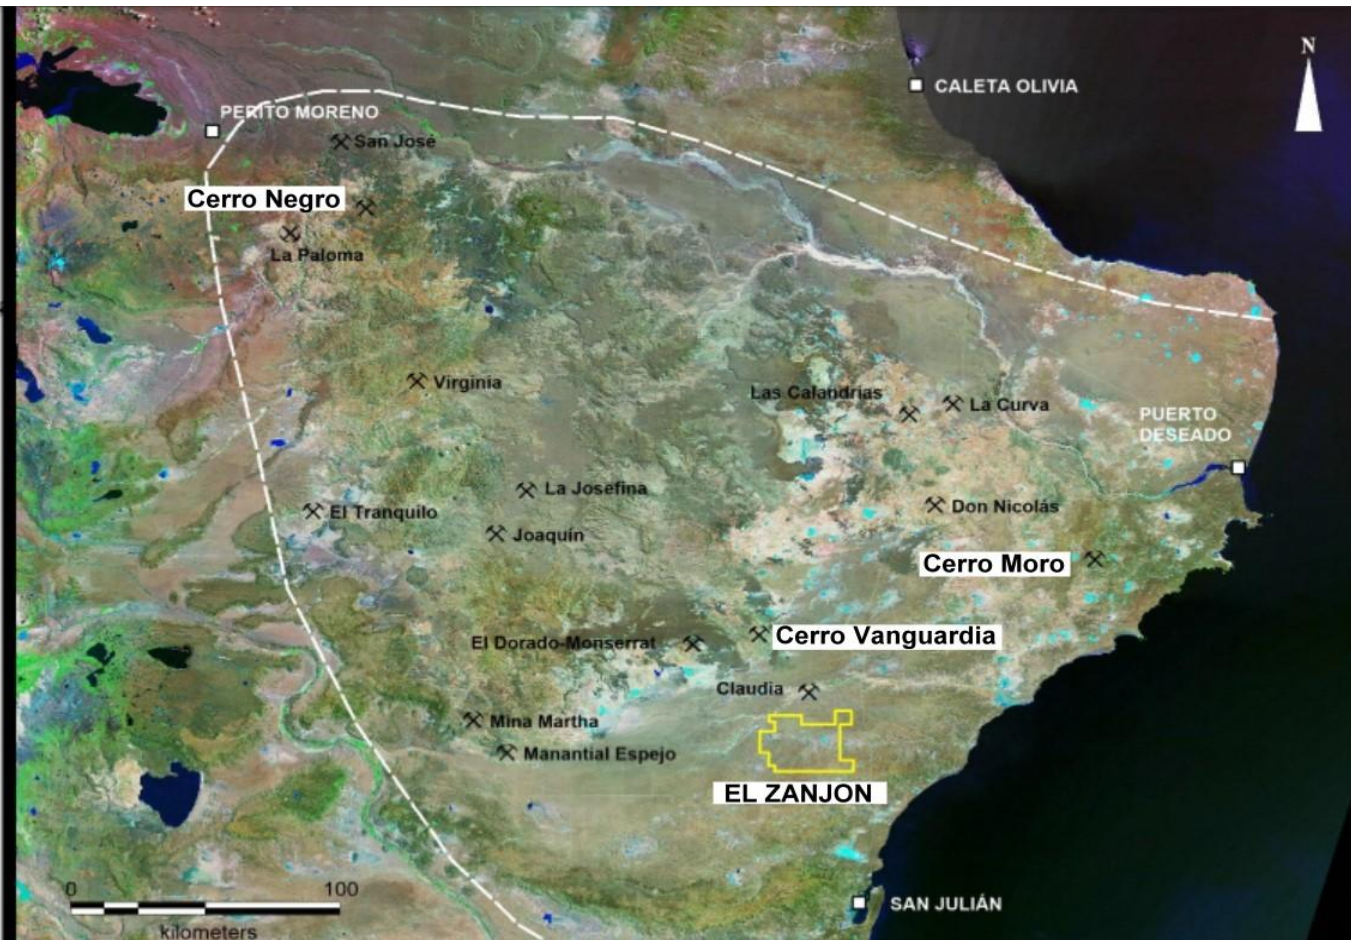 N
CALETA OLIVIA
PERITO MORENO
San José
Cerro Negro
La Paloma
Virginia
Las Calandrias
La Curva
PUERTO
DESEADO
La Josefina
Don Nicolás
El Tranquilo
Joaquín
Cerro Moro
El Dorado-Monserrat
Cerro Vanguardia
Claudia
Mina Martha
Manantial Espejo
EL ZANJON
0 100
kilometers
SAN JULIÁN